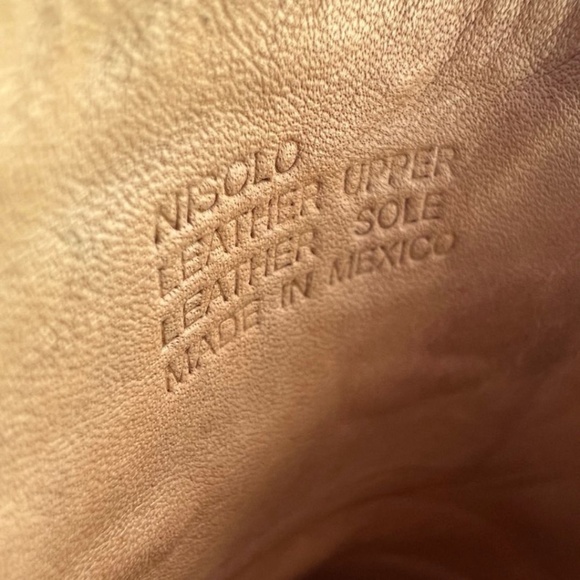 NISOLO
LEATHER UPPER
LEATHER SOLE
MADE IN MEXICO